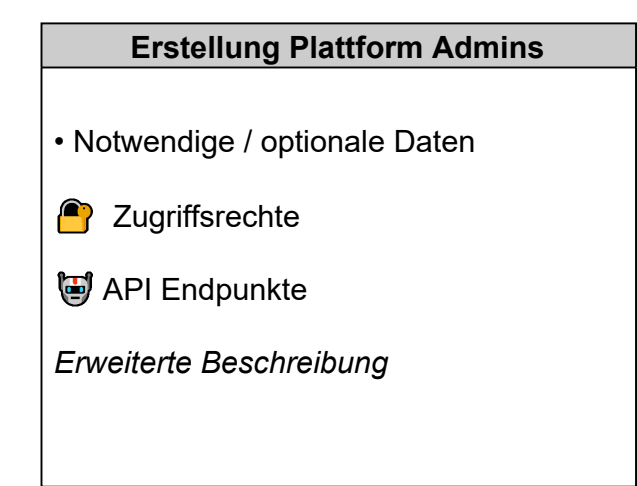 Erstellung Plattform Admins
• Notwendige / optionale Daten
Zugriffsrechte
API Endpunkte
Erweiterte Beschreibung